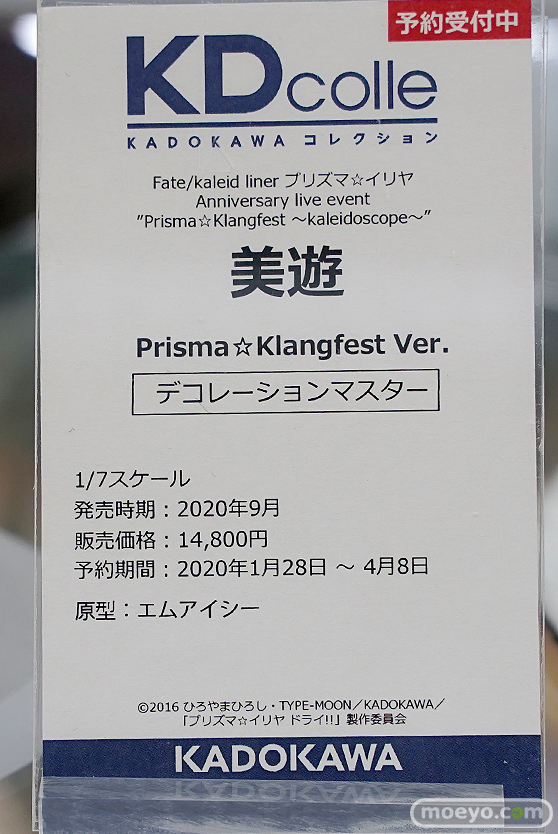 予約受付中
KDcolle
KADOKAWA コレクション
Fate/kaleid liner プリズマ☆イリヤ
Anniversary live event
”Prisma☆Klangfest ～kaleidoscope～”
美遊
Prisma☆Klangfest Ver.
デコレーションマスター
1/7スケール
発売時期：2020年9月
販売価格：14,800円
予約期間：2020年1月28日 ～ 4月8日
原型：エムアイシー
©2016 ひろやまひろし・TYPE-MOON／KADOKAWA／
「プリズマ☆イリヤ ドライ!!」製作委員会
KADOKAWA
moeyo.com